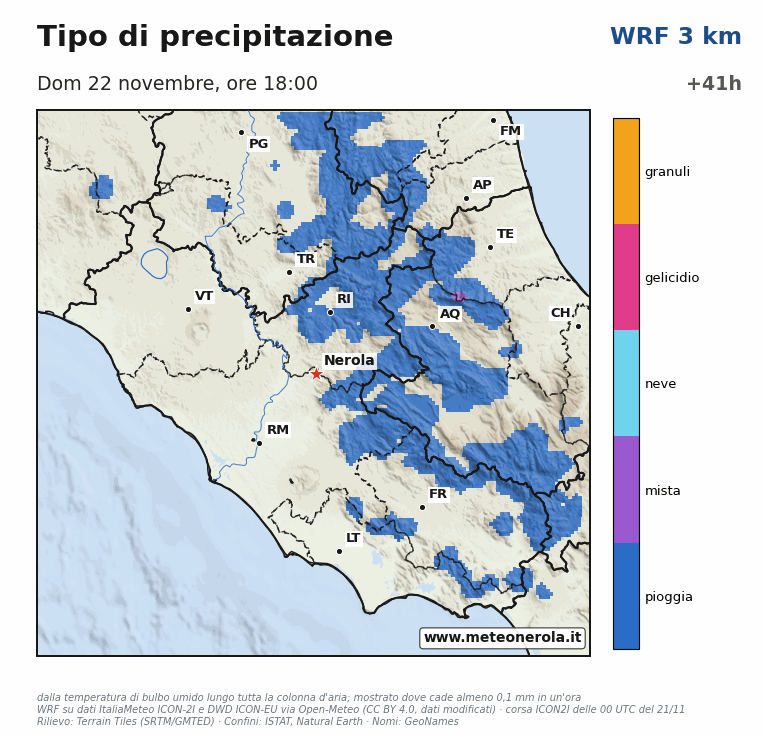 Tipo di precipitazione
WRF 3 km
Dom 22 novembre, ore 18:00
+41h
FM
PG
AP
TE
TR
VT
RI
AQ
CH
Nerola
RM
FR
LT
www.meteonerola.it
granuli
gelicidio
neve
mista
pioggia
dalla temperatura di bulbo umido lungo tutta la colonna d'aria; mostrato dove cade almeno 0,1 mm in un'ora
WRF su dati ItaliaMeteo ICON-2I e DWD ICON-EU via Open-Meteo (CC BY 4.0, dati modificati) · corsa ICON2I delle 00 UTC del 21/11
Rilievo: Terrain Tiles (SRTM/GMTED) · Confini: ISTAT, Natural Earth · Nomi: GeoNames